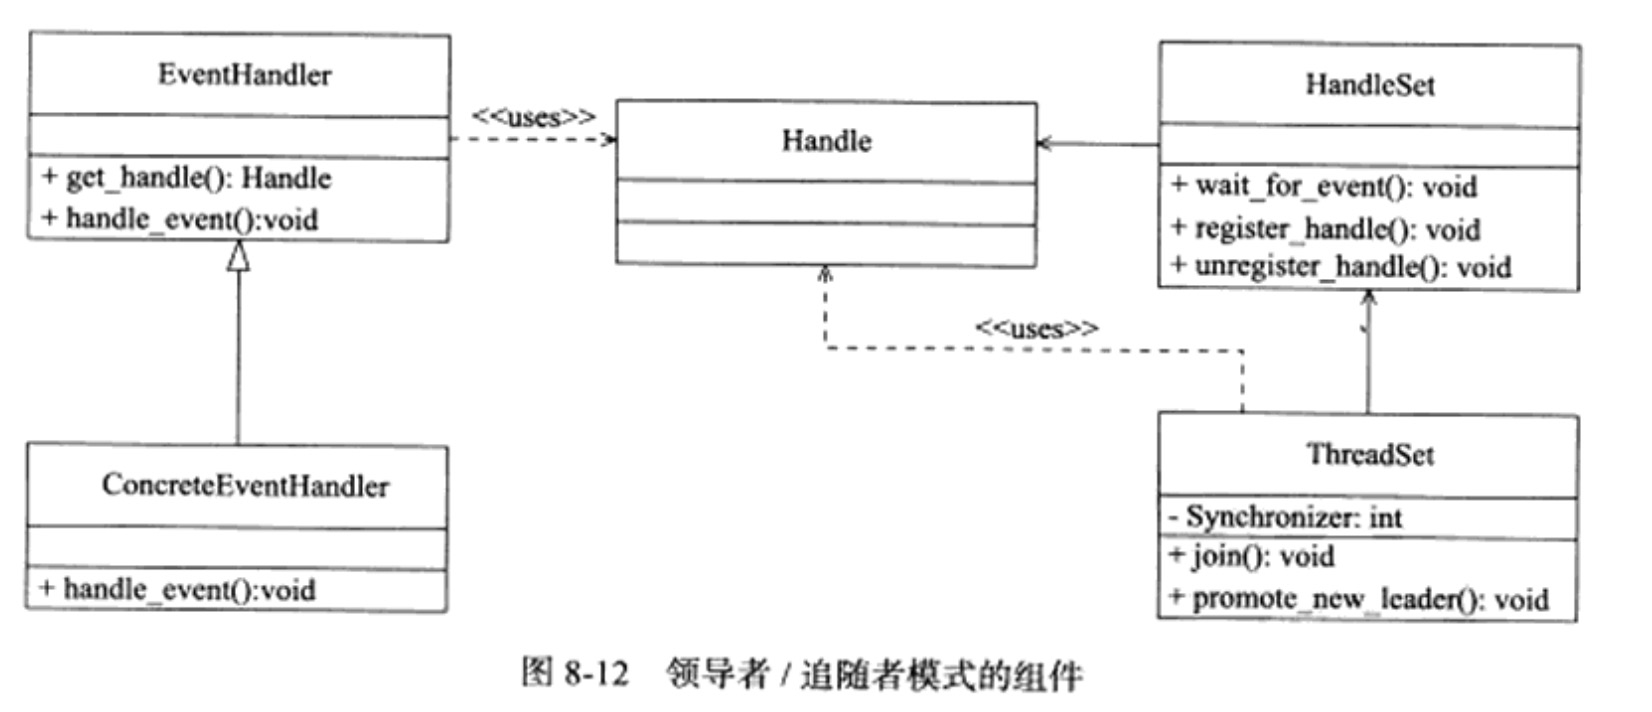 EventHandler
+ get_handle(): Handle
+ handle_event():void
<<uses>>
Handle
HandleSet
+ wait_for_event(): void
+ register_handle(): void
+ unregister_handle(): void
<<uses>>
ConcreteEventHandler
+ handle_event():void
ThreadSet
- Synchronizer: int
+ join(): void
+ promote_new_leader(): void
图 8-12 领导者 / 追随者模式的组件